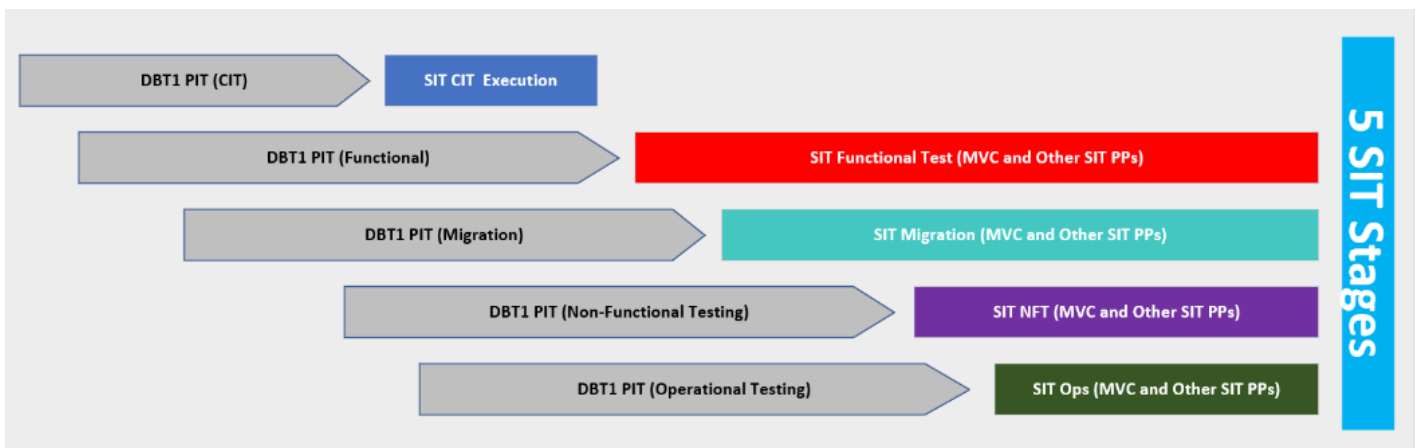 DBT1 PIT (CIT)
SIT CIT Execution
DBT1 PIT (Functional)
SIT Functional Test (MVC and Other SIT PPs)
DBT1 PIT (Migration)
SIT Migration (MVC and Other SIT PPs)
DBT1 PIT (Non-Functional Testing)
SIT NFT (MVC and Other SIT PPs)
DBT1 PIT (Operational Testing)
SIT Ops (MVC and Other SIT PPs)
5 SIT Stages